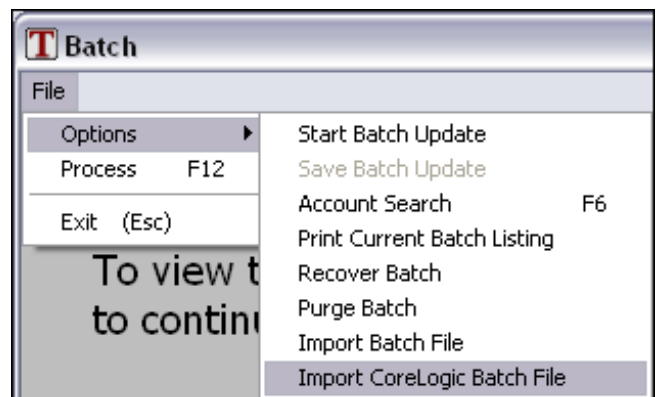 T Batch
File
Options
Process F12
Exit (Esc)
Start Batch Update
Save Batch Update
Account Search F6
Print Current Batch Listing
Recover Batch
Purge Batch
Import Batch File
Import CoreLogic Batch File
To view
to